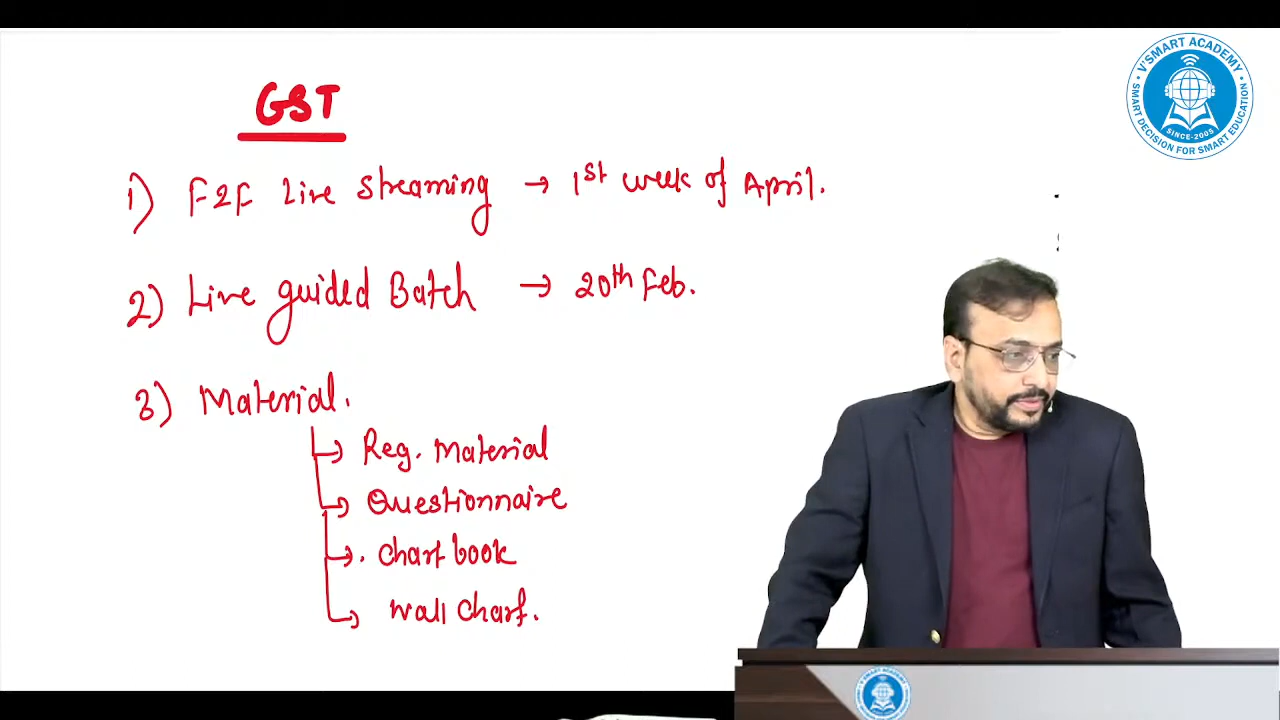 GST
1) F2F Live Streaming → 1st week of April.
2) Live guided Batch → 20th Feb.
3) Material.
→ Reg. Material
→ Questionnaire
→. Chart book
→ Wall Chart.
V'SMART ACADEMY
SINCE-2005
SMART DECISION FOR SMART EDUCATION